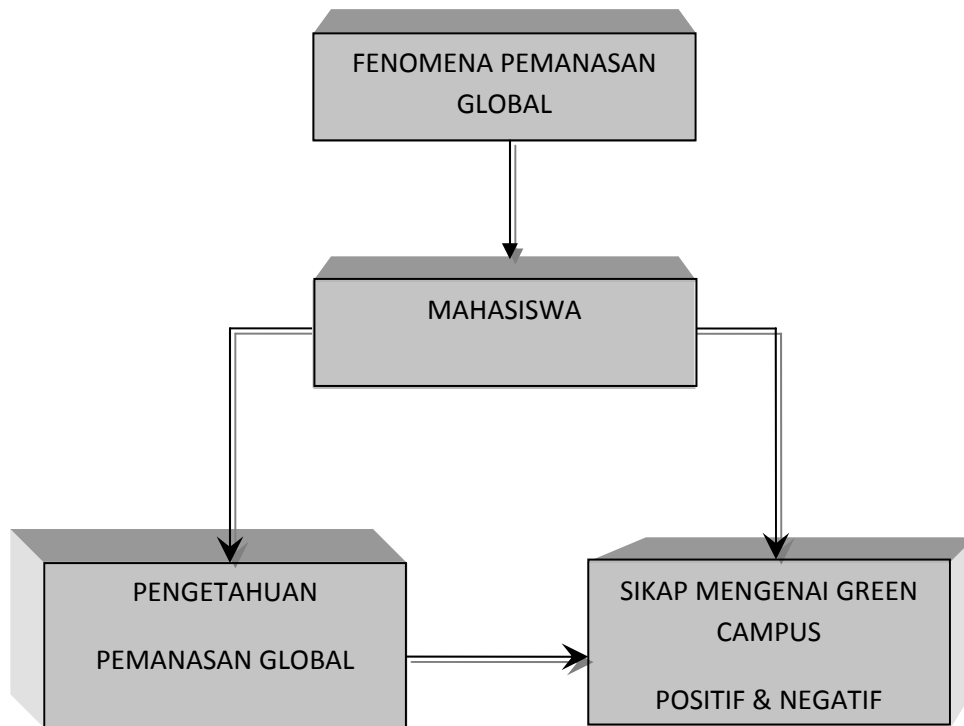 FENOMENA PEMANASAN
GLOBAL
MAHASISWA
PENGETAHUAN
PEMANASAN GLOBAL
SIKAP MENGENAI GREEN
CAMPUS
POSITIF & NEGATIF